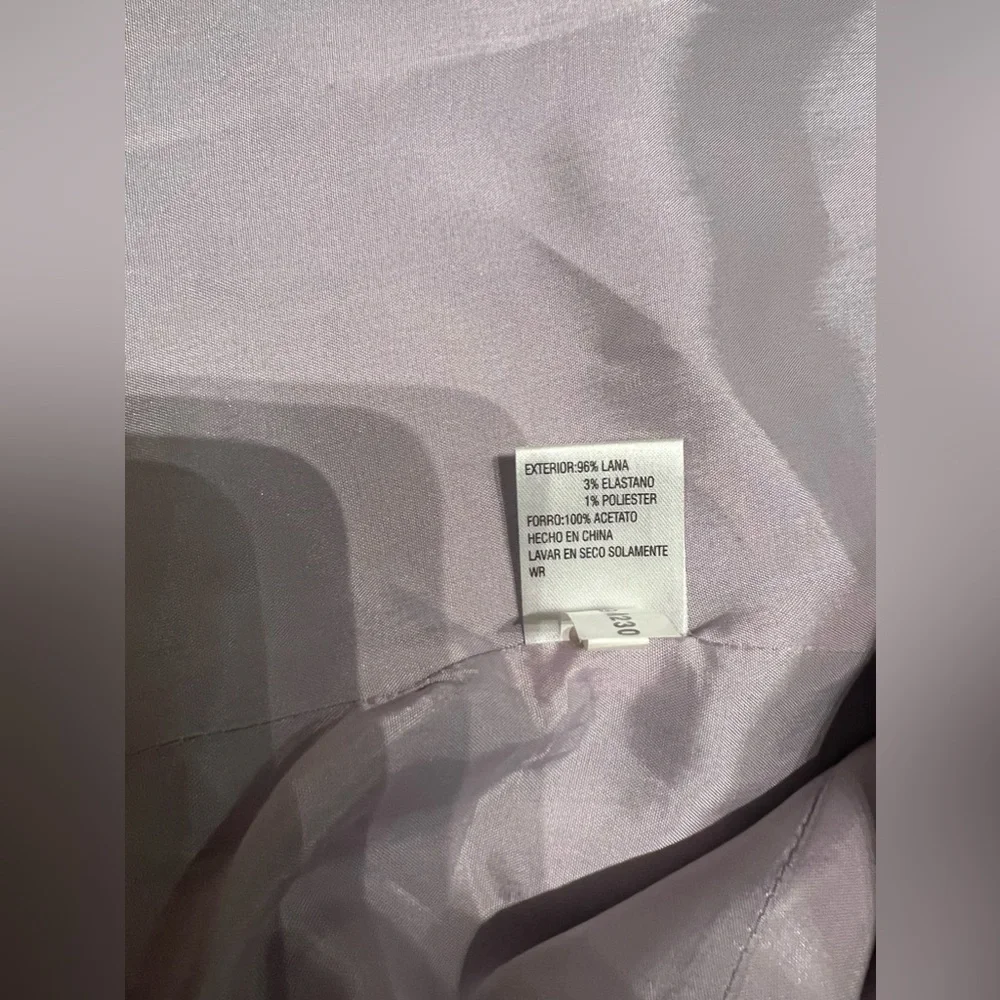 EXTERIOR:96% LANA
3% ELASTANO
1% POLIESTER
FORRO:100% ACETATO
HECHO EN CHINA
LAVAR EN SECO SOLAMENTE
WR